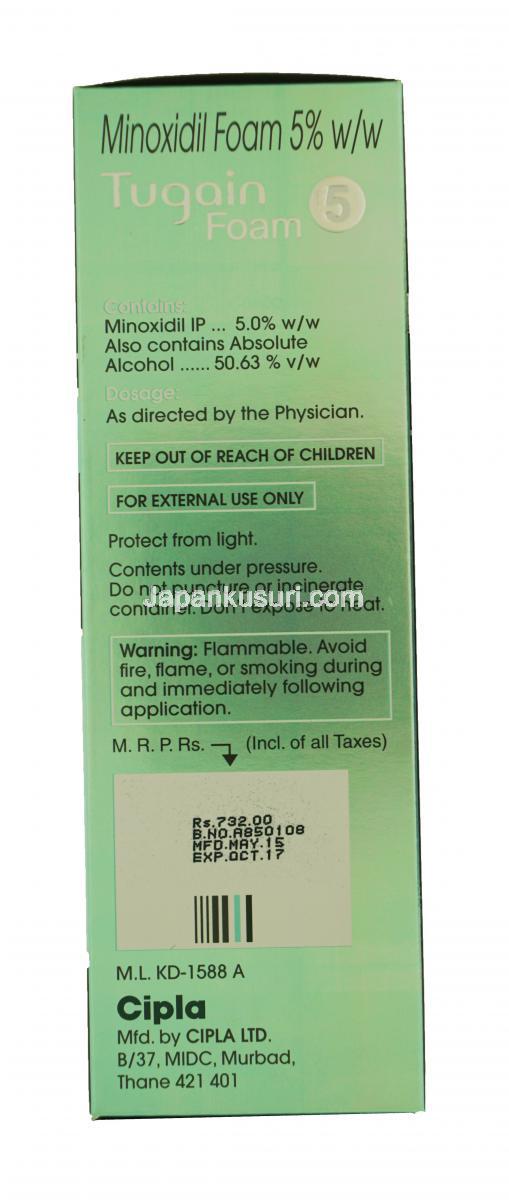 Minoxidil Foam 5% w/w
Tugain
Foam 5
Contains:
Minoxidil IP ... 5.0% w/w
Also contains Absolute
Alcohol ...... 50.63 % v/w
Dosage:
As directed by the Physician.
KEEP OUT OF REACH OF CHILDREN
FOR EXTERNAL USE ONLY
Protect from light.
Contents under pressure.
Do not puncture or incinerate
Japankusuri.com
container. Don't expose to heat.
Warning: Flammable. Avoid
fire, flame, or smoking during
and immediately following
application.
M. R. P. Rs. (Incl. of all Taxes)
Rs.732.00
B.NO.A850108
MFD.MAY.15
EXP.OCT.17
M.L. KD-1588 A
Cipla
Mfd. by CIPLA LTD.
B/37, MIDC, Murbad,
Thane 421 401